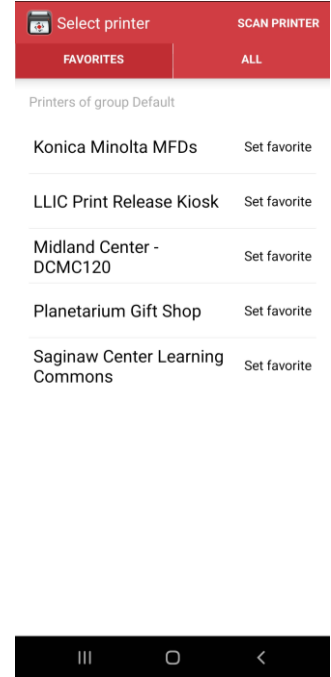 Select printer
SCAN PRINTER
FAVORITES
ALL
Printers of group Default
Konica Minolta MFDs
Set favorite
LLIC Print Release Kiosk
Set favorite
Midland Center -
DCMC120
Set favorite
Planetarium Gift Shop
Set favorite
Saginaw Center Learning
Commons
Set favorite